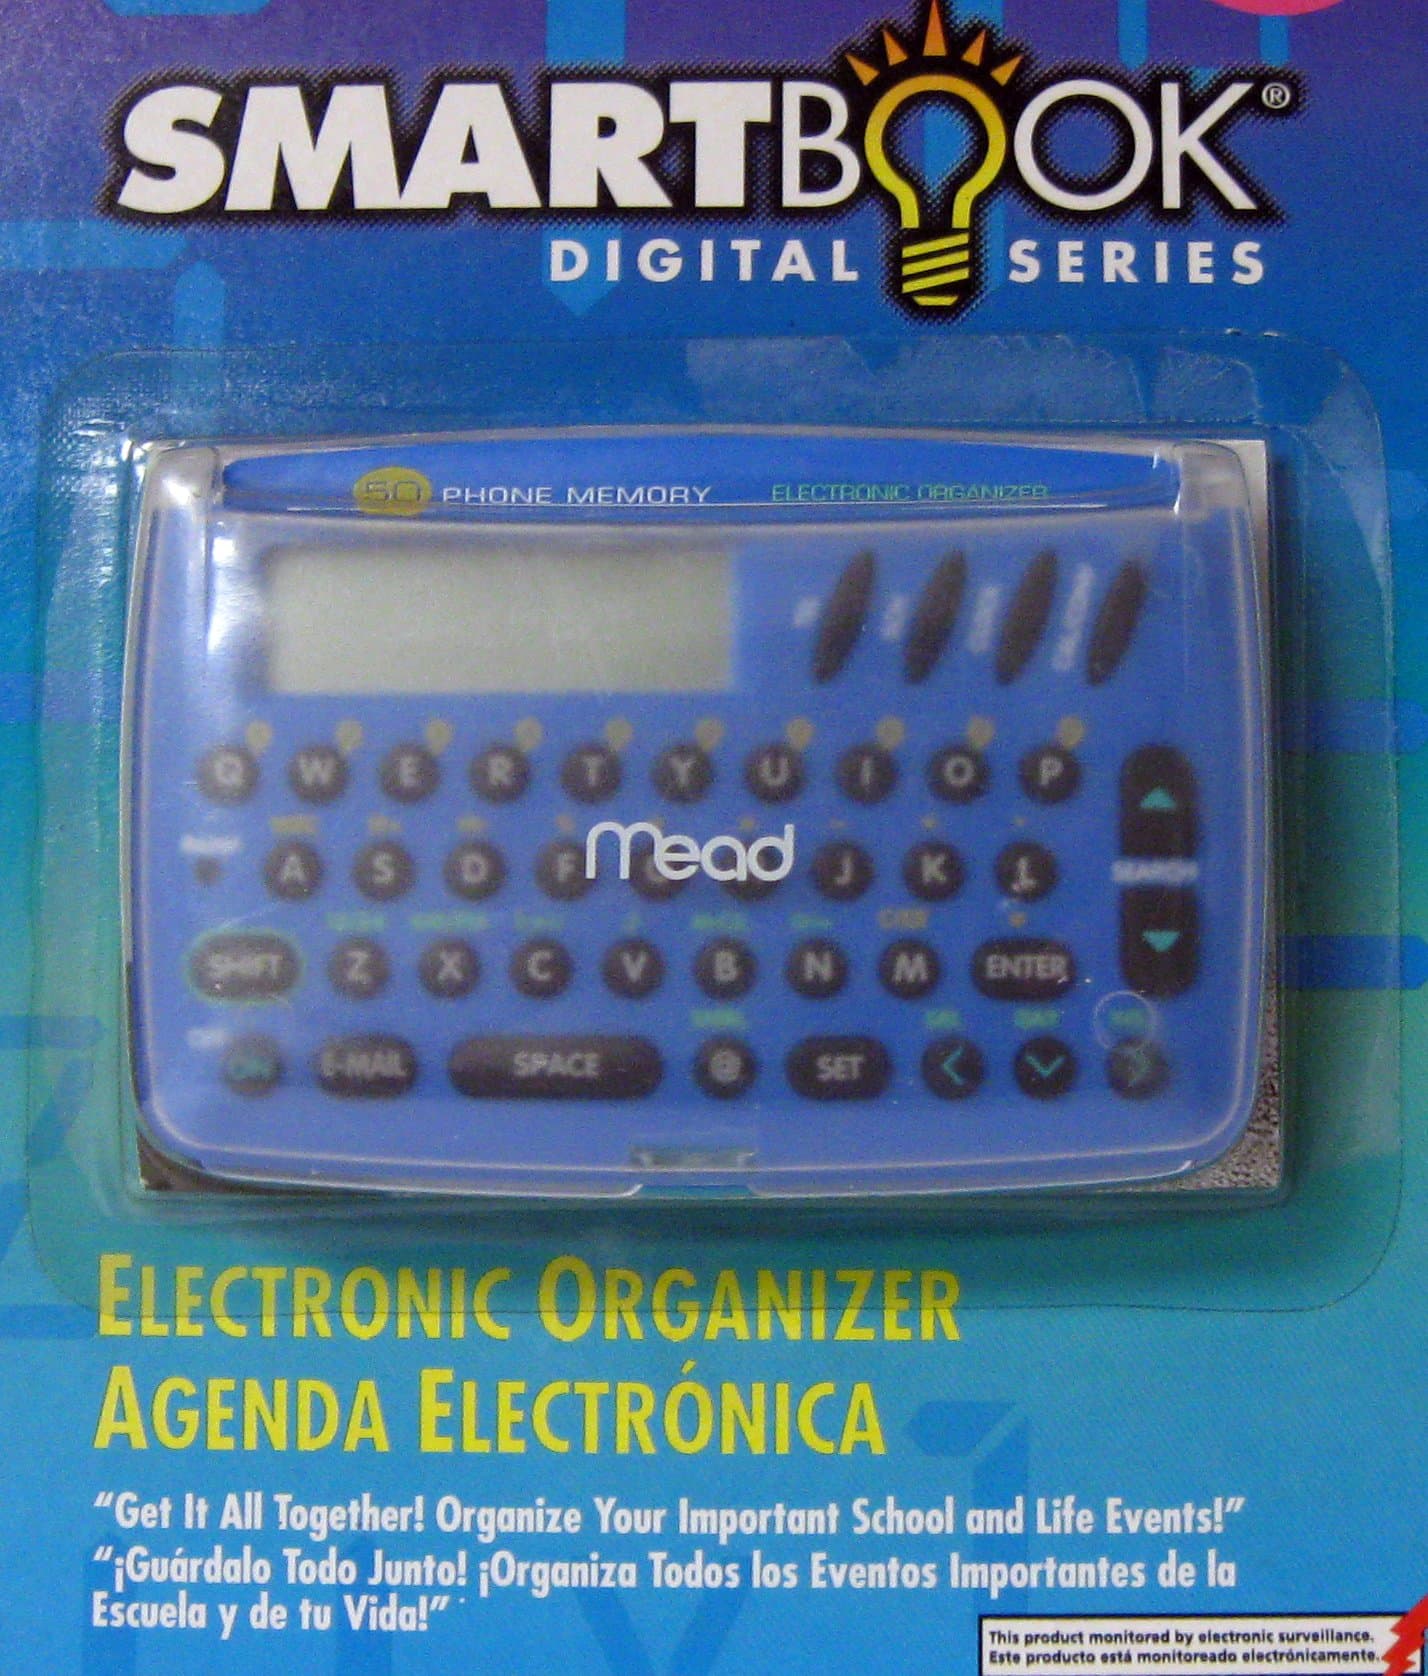 SMARTBOOK®
DIGITAL SERIES
50 PHONE MEMORY ELECTRONIC ORGANIZER
Q W E R T Y U I O P
Mead
A S D F J K L
SEARCH
SHIFT Z X C V B N M ENTER
ON E-MAIL SPACE @ SET
ELECTRONIC ORGANIZER
AGENDA ELECTRÓNICA
“Get It All Together! Organize Your Important School and Life Events!”
“¡Guárdalo Todo Junto! ¡Organiza Todos los Eventos Importantes de la
Escuela y de tu Vida!”
This product monitored by electronic surveillance.
Este producto está monitoreado electrónicamente.